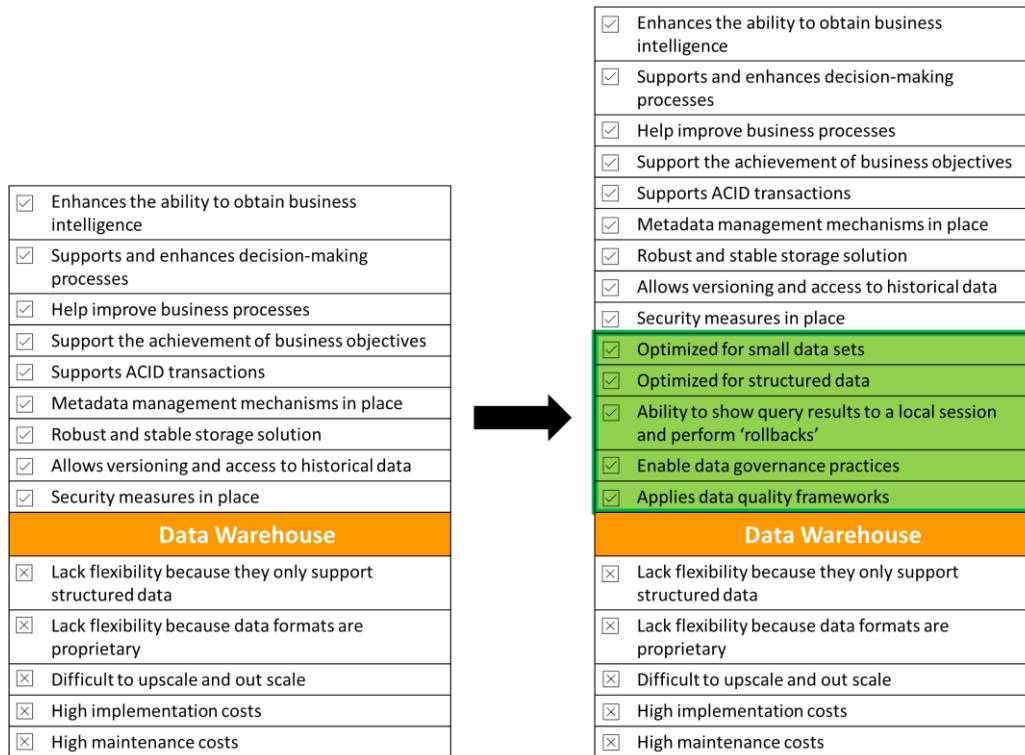 Enhances the ability to obtain business
intelligence
Supports and enhances decision-making
processes
Help improve business processes
Support the achievement of business objectives
Supports ACID transactions
Metadata management mechanisms in place
Robust and stable storage solution
Allows versioning and access to historical data
Security measures in place
Data Warehouse
Lack flexibility because they only support
structured data
Lack flexibility because data formats are
proprietary
Difficult to upscale and out scale
High implementation costs
High maintenance costs
Enhances the ability to obtain business
intelligence
Supports and enhances decision-making
processes
Help improve business processes
Support the achievement of business objectives
Supports ACID transactions
Metadata management mechanisms in place
Robust and stable storage solution
Allows versioning and access to historical data
Security measures in place
Optimized for small data sets
Optimized for structured data
Ability to show query results to a local session
and perform ‘rollbacks’
Enable data governance practices
Applies data quality frameworks
Data Warehouse
Lack flexibility because they only support
structured data
Lack flexibility because data formats are
proprietary
Difficult to upscale and out scale
High implementation costs
High maintenance costs